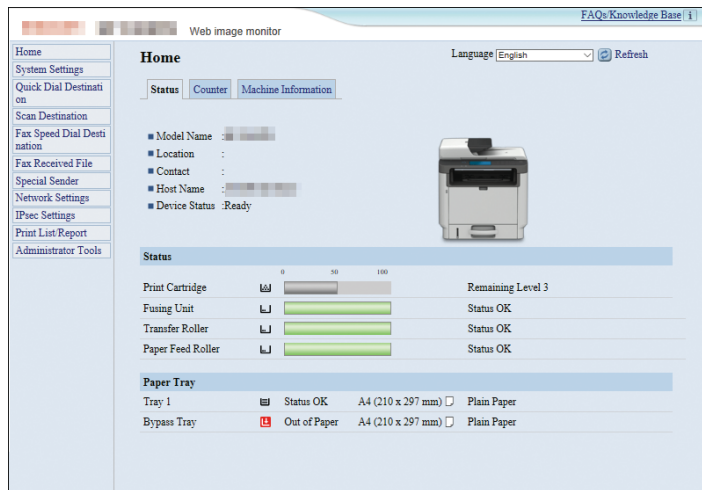 FAQs/Knowledge Base i
Web image monitor
Home
System Settings
Quick Dial Destinati
on
Scan Destination
Fax Speed Dial Desti
nation
Fax Received File
Special Sender
Network Settings
IPsec Settings
Print List/Report
Administrator Tools
Home
Language English Refresh
Status Counter Machine Information
Model Name :
Location :
Contact :
Host Name :
Device Status :Ready
Status
0 50 100
Print Cartridge Remaining Level 3
Fusing Unit Status OK
Transfer Roller Status OK
Paper Feed Roller Status OK
Paper Tray
Tray 1 Status OK A4 (210 x 297 mm) Plain Paper
Bypass Tray Out of Paper A4 (210 x 297 mm) Plain Paper